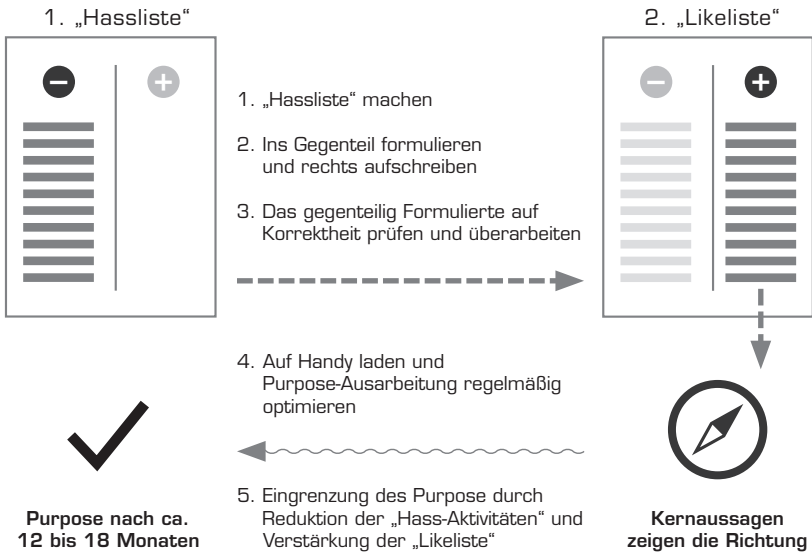 1. „Hassliste“
2. „Likeliste“
1. „Hassliste“ machen
2. Ins Gegenteil formulieren
und rechts aufschreiben
3. Das gegenteilig Formulierte auf
Korrektheit prüfen und überarbeiten
4. Auf Handy laden und
Purpose-Ausarbeitung regelmäßig
optimieren
5. Eingrenzung des Purpose durch
Reduktion der „Hass-Aktivitäten“ und
Verstärkung der „Likeliste“
Purpose nach ca.
12 bis 18 Monaten
Kernaussagen
zeigen die Richtung